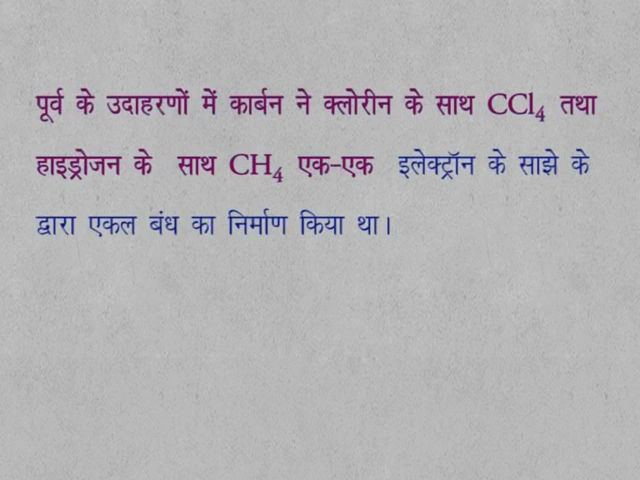 पूर्व के उदाहरणों में कार्बन ने क्लोरीन के साथ CCl₄ तथा
हाइड्रोजन के साथ CH₄ एक-एक इलेक्ट्रॉन के साझे के
द्वारा एकल बंध का निर्माण किया था।